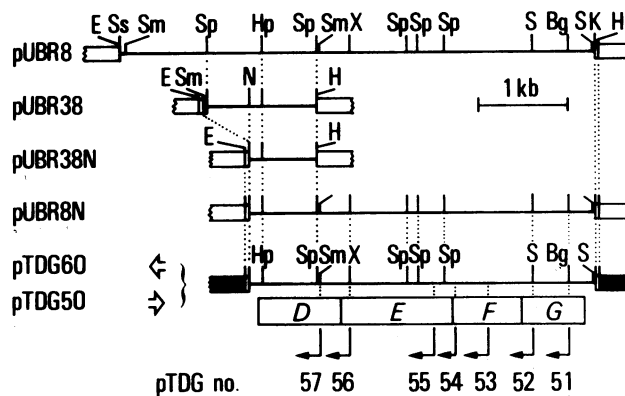 E Ss Sm Sp Hp Sp Sm X Sp Sp Sp S Bg S K H
pUBR8
E Sm N H
pUBR38
1 kb
E H
pUBR38N
pUBR8N
pTDG60 Hp Sp Sm X Sp Sp Sp S Bg S
pTDG50
D E F G
pTDG no. 57 56 55 54 53 52 51